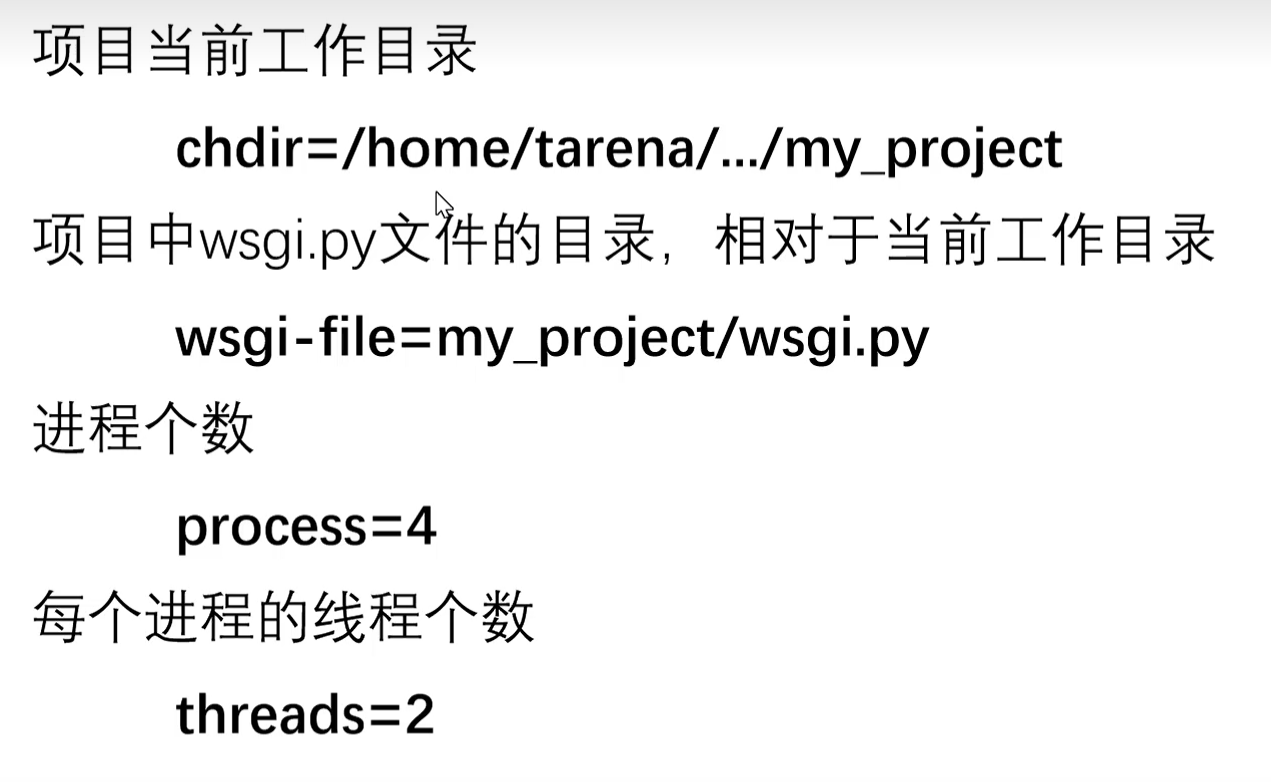 项目当前工作目录
chdir=/home/tarena/.../my_project
项目中wsgi.py文件的目录，相对于当前工作目录
wsgi-file=my_project/wsgi.py
进程个数
process=4
每个进程的线程个数
threads=2